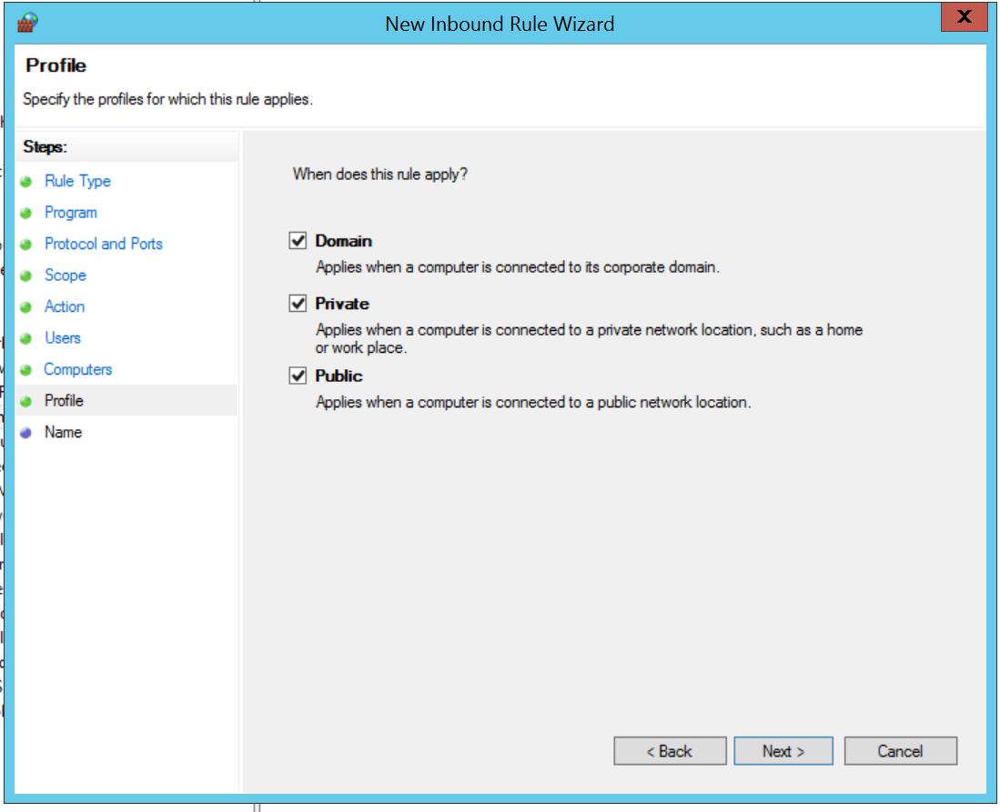 New Inbound Rule Wizard
X
Profile
Specify the profiles for which this rule applies.
Steps:
Rule Type
Program
Protocol and Ports
Scope
Action
Users
Computers
Profile
Name
When does this rule apply?
Domain
Applies when a computer is connected to its corporate domain.
Private
Applies when a computer is connected to a private network location, such as a home
or work place.
Public
Applies when a computer is connected to a public network location.
< Back
Next >
Cancel